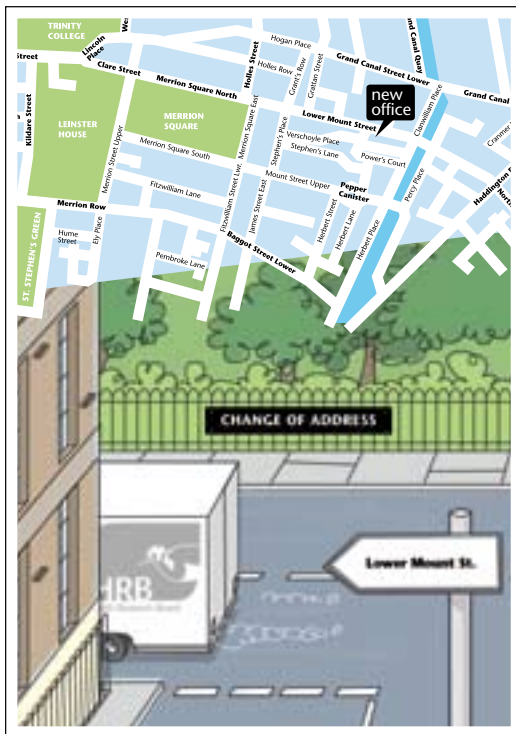 TRINITY
COLLEGE
Lincoln
Place
Wes
Street
Clare Street
Merrion Square North
Holles Street
Hogan Place
Holles Row
Grant's Row
Grattan Street
Grand Canal Street Lower
nd Canal Quay
Grand Canal
Kildare Street
LEINSTER
HOUSE
MERRION
SQUARE
Merrion Street Upper
Merrion Square South
Merrion Square East
Lower Mount Street
new
office
Clanwilliam Place
Cranmer
Verschoyle Place
Stephen's Lane
Stephen's Place
Power's Court
Mount Street Upper
Pepper
Canister
Percy Place
Haddington
North
Fitzwilliam Lane
Fitzwilliam Street Lwr.
James Street East
Herbert Street
Herbert Lane
Herbert Place
Merrion Row
Hume
Street
Ely Place
Baggot Street Lower
Pembroke Lane
ST. STEPHEN'S GREEN
CHANGE OF ADDRESS
HRB
Lower Mount St.